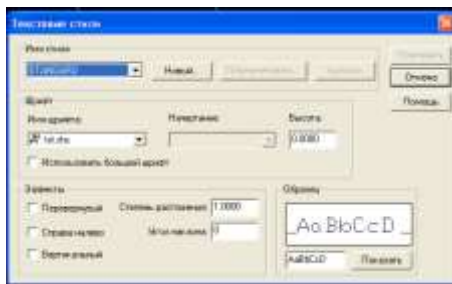 Текстовые стили
Имя стиля
Standard Новый...
Отмена
Помощь
Шрифт
Имя шрифта Начертание Высота
txt.shx 0.0000
Использовать большой шрифт
Эффекты Образец
Перевернутый Степень растяжения 1.0000
Справа налево Угол наклона 0
Вертикальный
AaBbCcD
AaBbCcD Показать